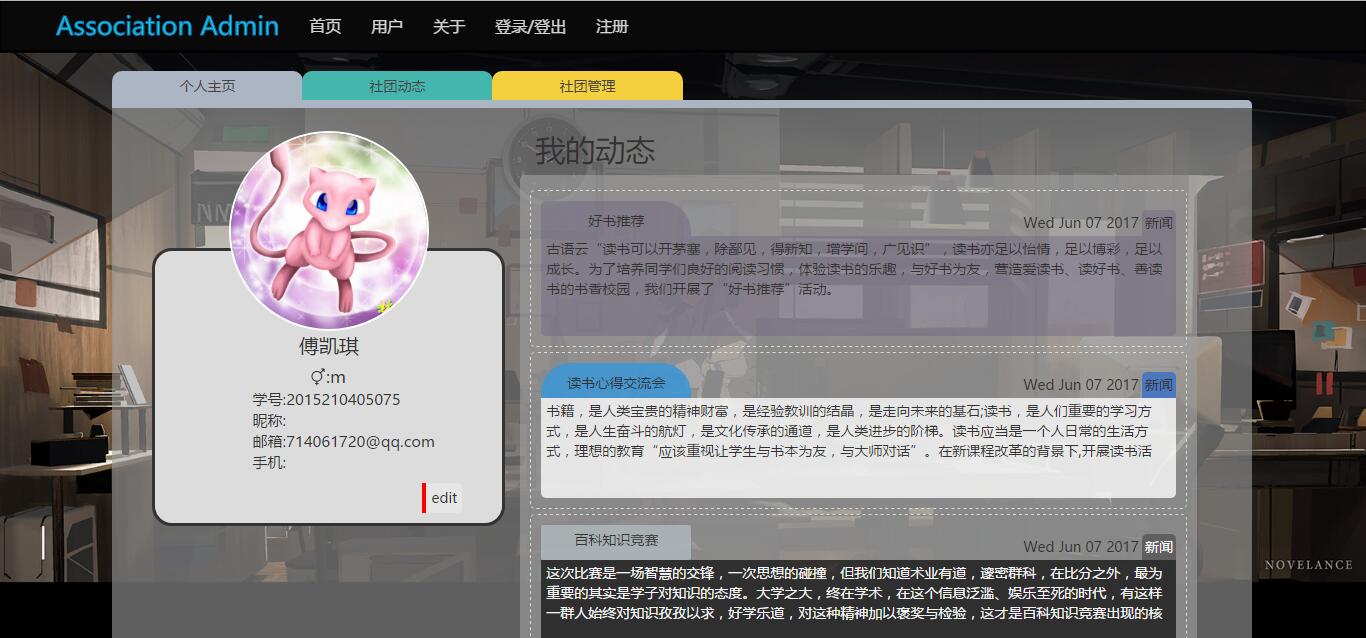 Association Admin 首页 用户 关于 登录/登出 注册
个人主页 社团动态 社团管理
我的动态
傅凯琪
⚥:m
学号:2015210405075
昵称:
邮箱:714061720@qq.com
手机:
edit
好书推荐 Wed Jun 07 2017 新闻
古语云“读书可以开茅塞，除鄙见，得新知，增学问，广见识”，读书亦足以怡情，足以博彩，足以
成长。为了培养同学们良好的阅读习惯，体验读书的乐趣，与好书为友，营造爱读书、读好书、善读
书的书香校园，我们开展了“好书推荐”活动。
读书心得交流会 Wed Jun 07 2017 新闻
书籍，是人类宝贵的精神财富，是经验教训的结晶，是走向未来的基石;读书，是人们重要的学习方
式，是人生奋斗的航灯，是文化传承的通道，是人类进步的阶梯。读书应当是一个人日常的生活方
式，理想的教育“应该重视让学生与书本为友，与大师对话”。在新课程改革的背景下,开展读书活
百科知识竞赛 Wed Jun 07 2017 新闻
这次比赛是一场智慧的交锋，一次思想的碰撞，但我们知道术业有道，邃密群科，在比分之外，最为
重要的其实是学子对知识的态度。大学之大，终在学术，在这个信息泛滥、娱乐至死的时代，有这样
一群人始终对知识孜孜以求，好学乐道，对这种精神加以褒奖与检验，这才是百科知识竞赛出现的核
NOVELANCE